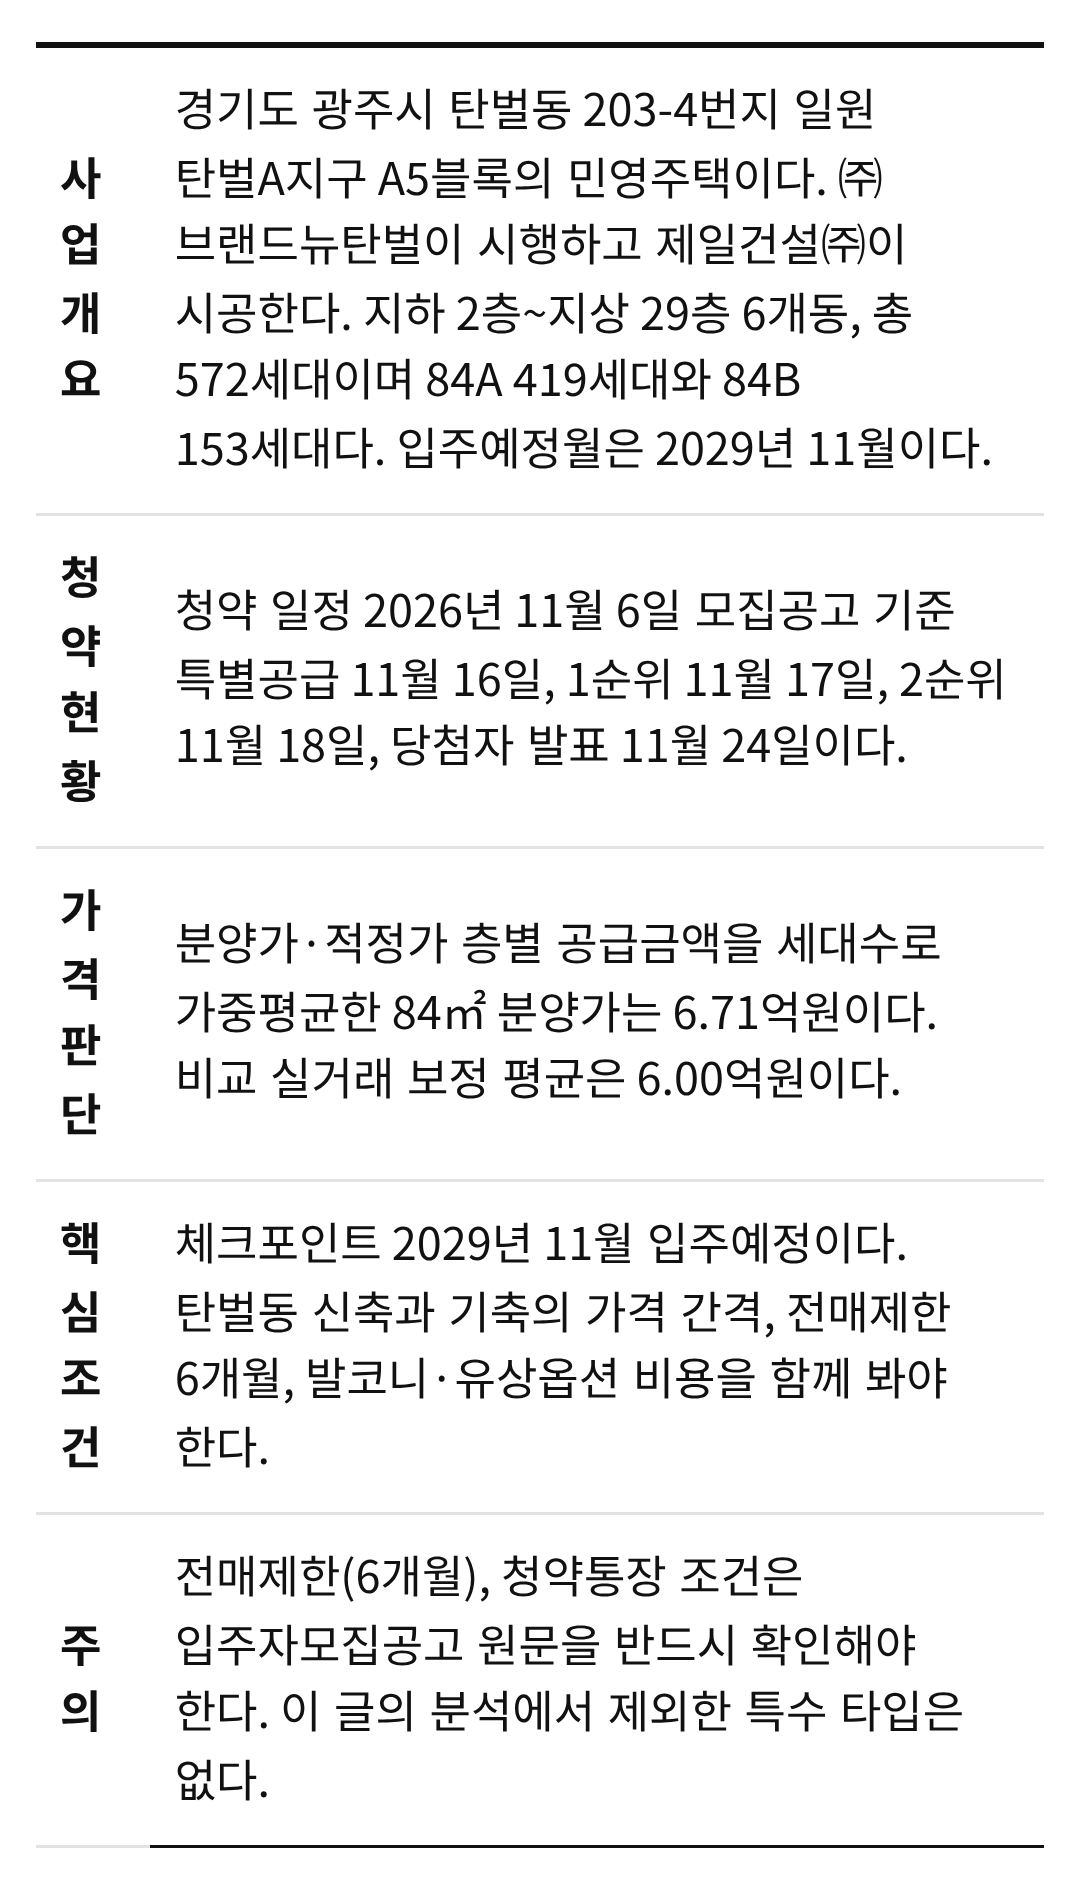 사업개요
경기도 광주시 탄벌동 203-4번지 일원
탄벌A지구 A5블록의 민영주택이다. ㈜
브랜드뉴탄벌이 시행하고 제일건설㈜이
시공한다. 지하 2층~지상 29층 6개동, 총
572세대이며 84A 419세대와 84B
153세대다. 입주예정월은 2029년 11월이다.
청약현황
청약 일정 2026년 11월 6일 모집공고 기준
특별공급 11월 16일, 1순위 11월 17일, 2순위
11월 18일, 당첨자 발표 11월 24일이다.
가격판단
분양가·적정가 층별 공급금액을 세대수로
가중평균한 84㎡ 분양가는 6.71억원이다.
비교 실거래 보정 평균은 6.00억원이다.
핵심조건
체크포인트 2029년 11월 입주예정이다.
탄벌동 신축과 기축의 가격 간격, 전매제한
6개월, 발코니·유상옵션 비용을 함께 봐야
한다.
주의
전매제한(6개월), 청약통장 조건은
입주자모집공고 원문을 반드시 확인해야
한다. 이 글의 분석에서 제외한 특수 타입은
없다.